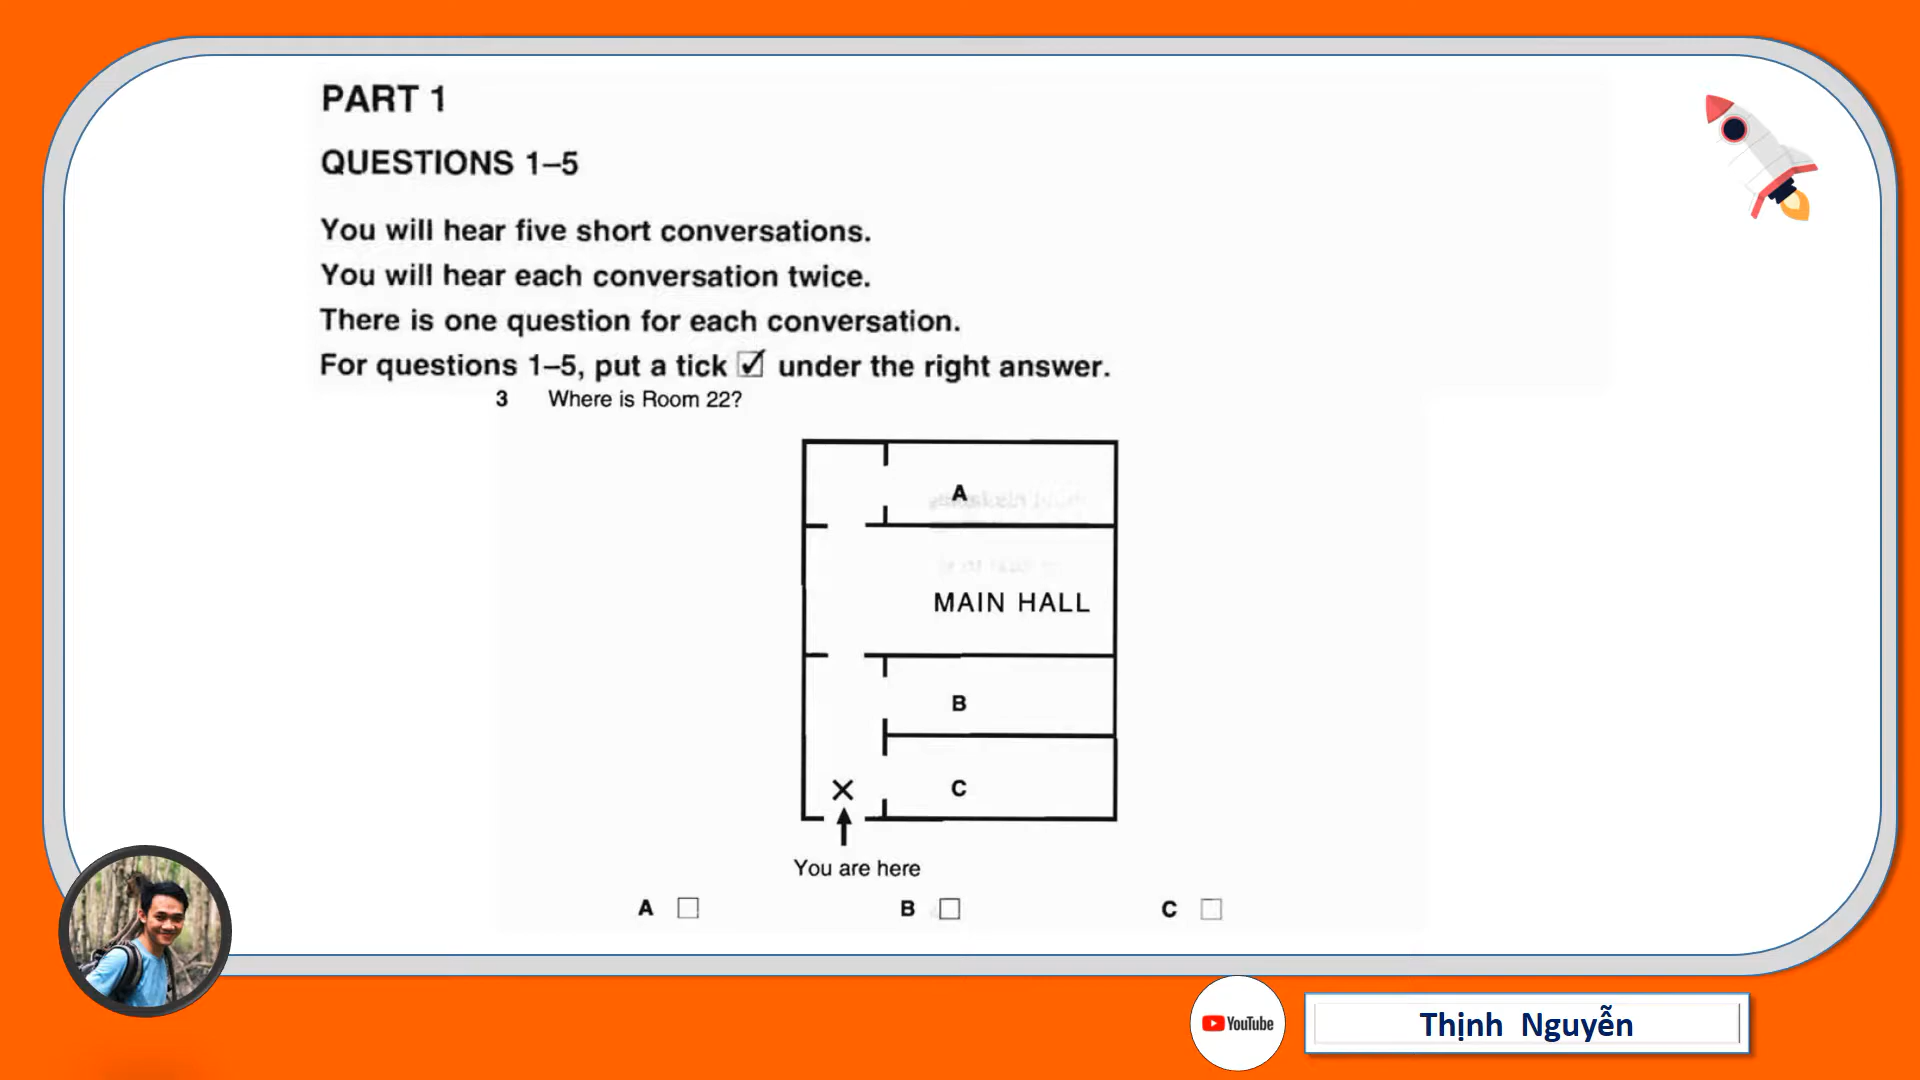 PART 1
QUESTIONS 1–5
You will hear five short conversations.
You will hear each conversation twice.
There is one question for each conversation.
For questions 1–5, put a tick ☑ under the right answer.
3 Where is Room 22?
A
MAIN HALL
B
C
You are here
A B C
YouTube
Thịnh Nguyễn